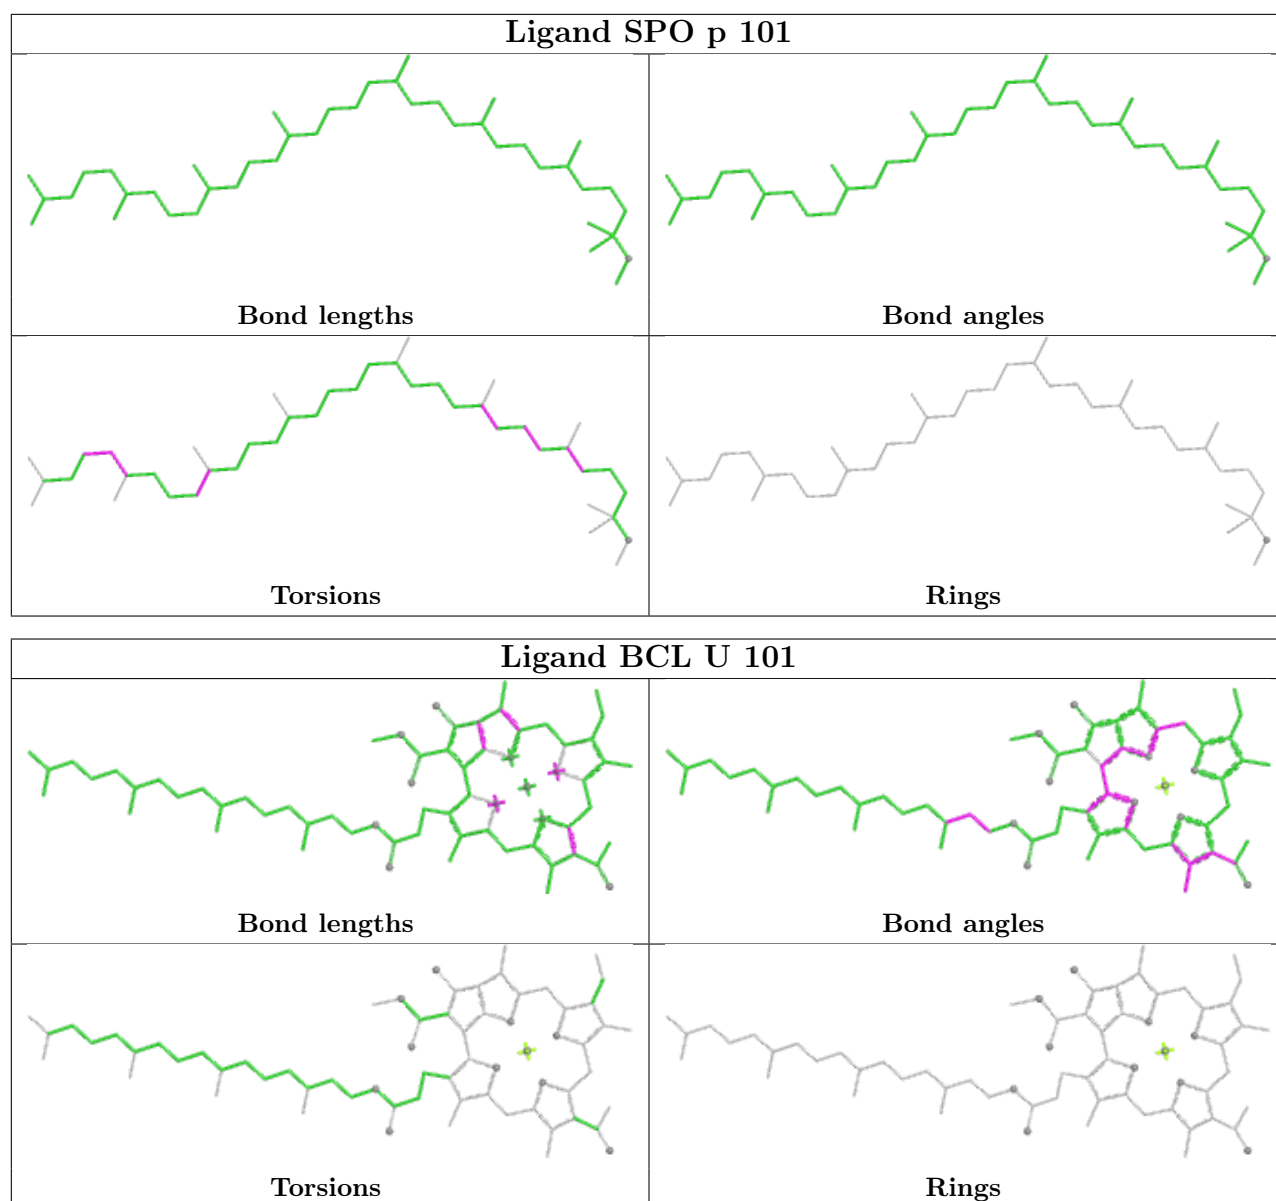 Ligand SPO p 101
Bond lengths
Bond angles
Torsions
Rings
Ligand BCL U 101
Bond lengths
Bond angles
Torsions
Rings